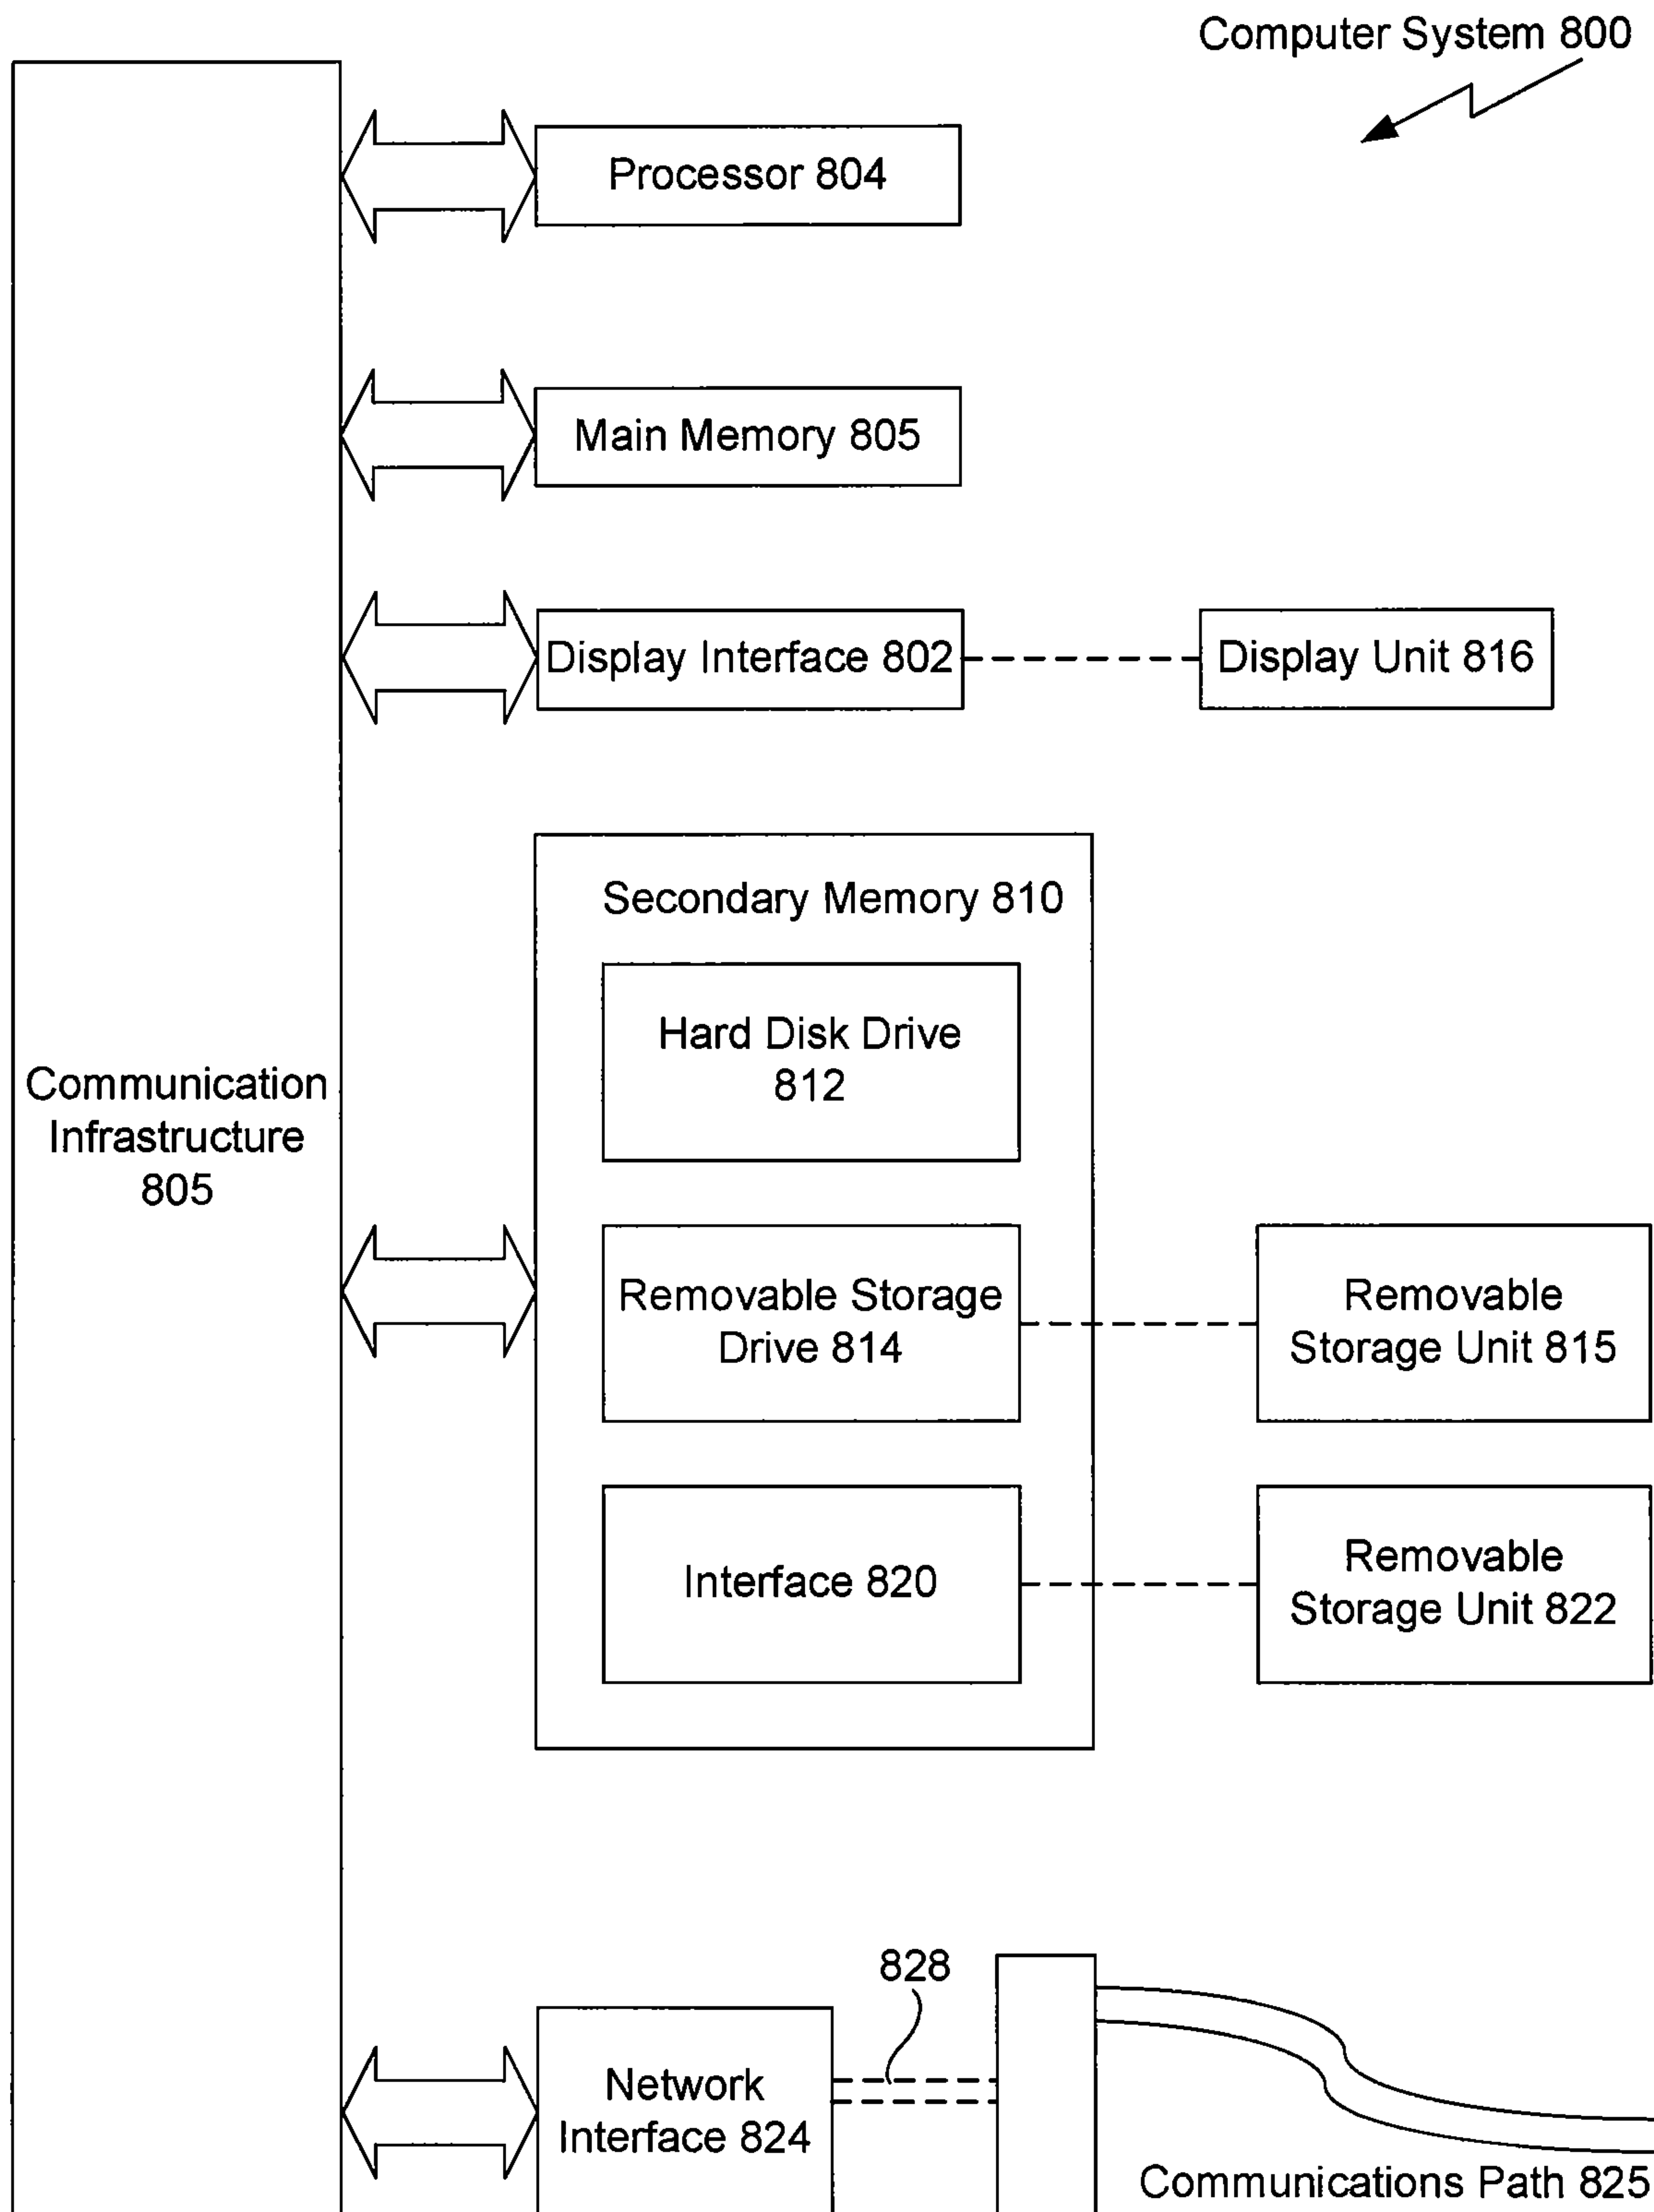 Computer System 800
Processor 804
Main Memory 805
Display Interface 802
Display Unit 816
Secondary Memory 810
Hard Disk Drive
812
Communication
Infrastructure
805
Removable Storage
Drive 814
Removable
Storage Unit 815
Interface 820
Removable
Storage Unit 822
828
Network
Interface 824
Communications Path 825